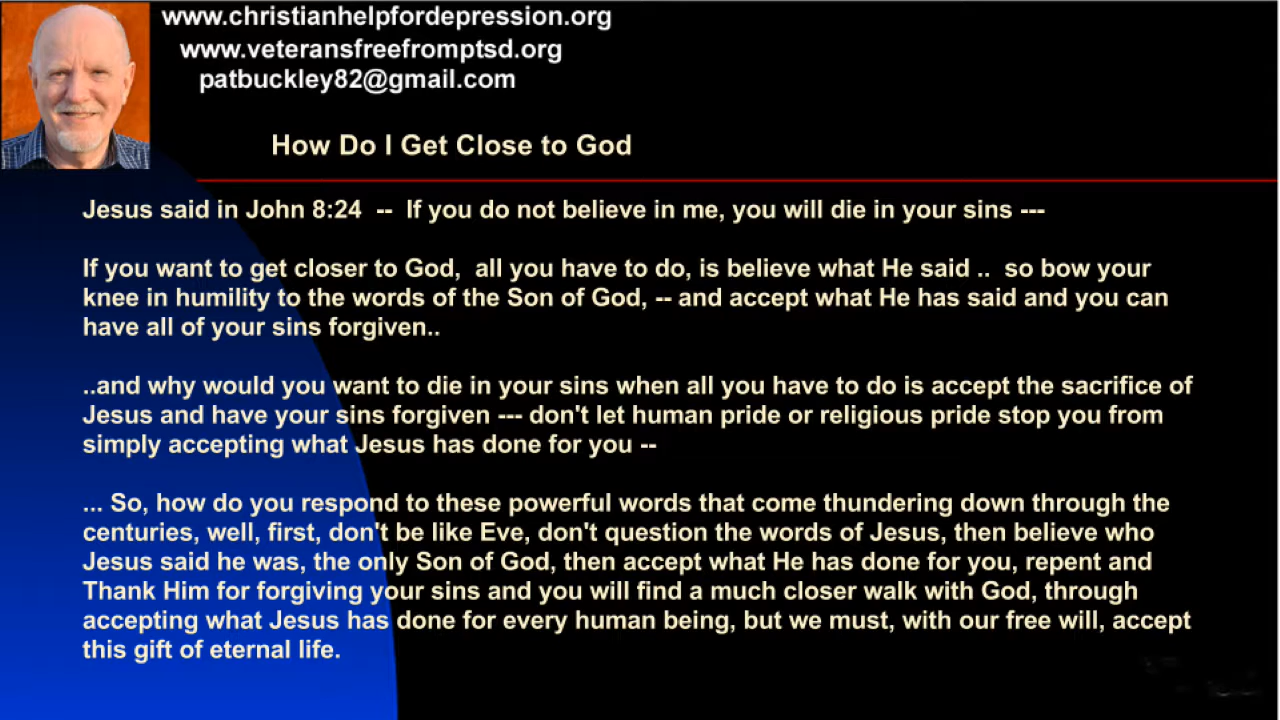 www.christianhelpfordepression.org
www.veteransfreefromptsd.org
patbuckley82@gmail.com
How Do I Get Close to God
Jesus said in John 8:24  --  If you do not believe in me, you will die in your sins ---
If you want to get closer to God,  all you have to do, is believe what He said ..  so bow your
knee in humility to the words of the Son of God, -- and accept what He has said and you can
have all of your sins forgiven..
..and why would you want to die in your sins when all you have to do is accept the sacrifice of
Jesus and have your sins forgiven --- don't let human pride or religious pride stop you from
simply accepting what Jesus has done for you --
... So, how do you respond to these powerful words that come thundering down through the
centuries, well, first, don't be like Eve, don't question the words of Jesus, then believe who
Jesus said he was, the only Son of God, then accept what He has done for you, repent and
Thank Him for forgiving your sins and you will find a much closer walk with God, through
accepting what Jesus has done for every human being, but we must, with our free will, accept
this gift of eternal life.